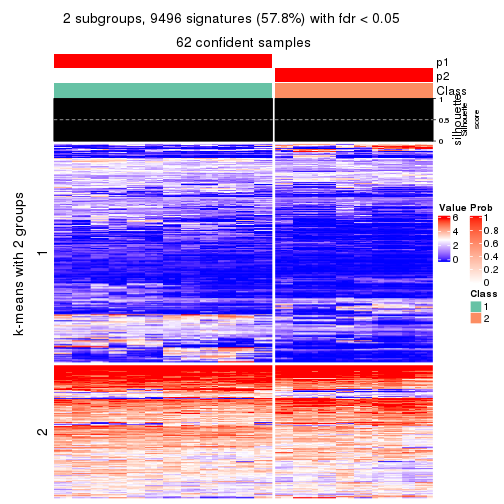 2 subgroups, 9496 signatures (57.8%) with fdr < 0.05
62 confident samples
p1
p2
Class
1
0.5
0
silhouette
Silhouette
score
k-means with 2 groups
1
2
Value
6
4
2
0
Prob
1
0.8
0.6
0.4
0.2
0
Class
1
2